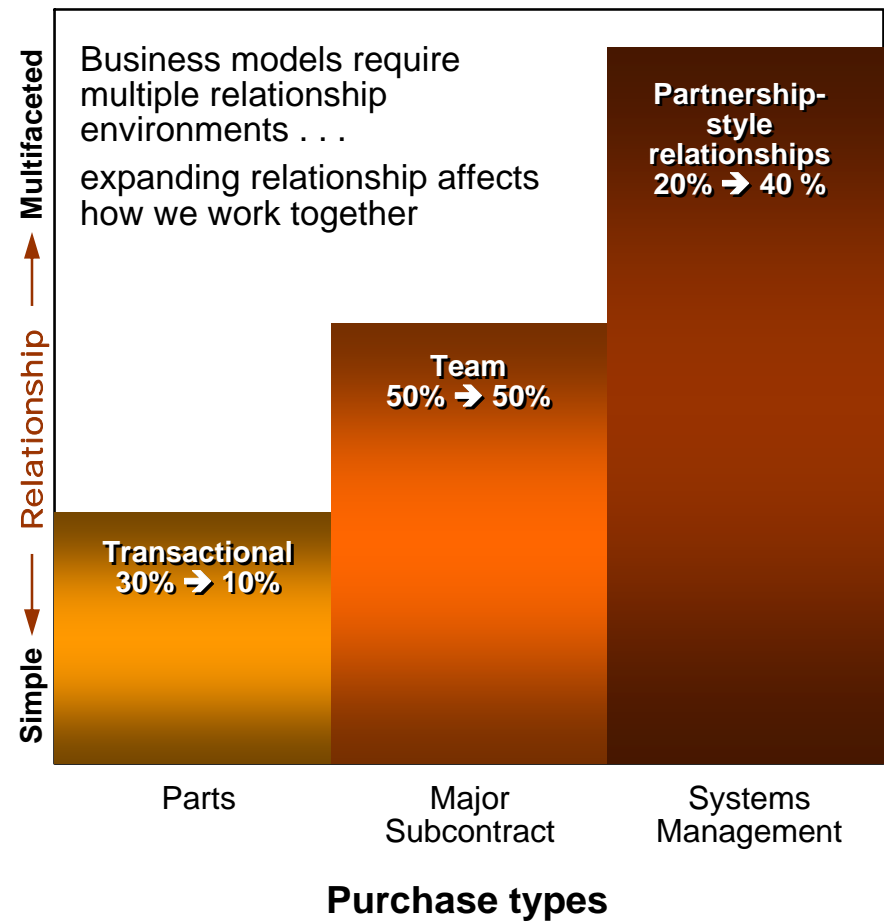 Business models require
multiple relationship
environments . . .
expanding relationship affects
how we work together
Multifaceted
Relationship
Simple
Partnership-
style
relationships
20% ➔ 40 %
Team
50% ➔ 50%
Transactional
30% ➔ 10%
Parts
Major
Subcontract
Systems
Management
Purchase types